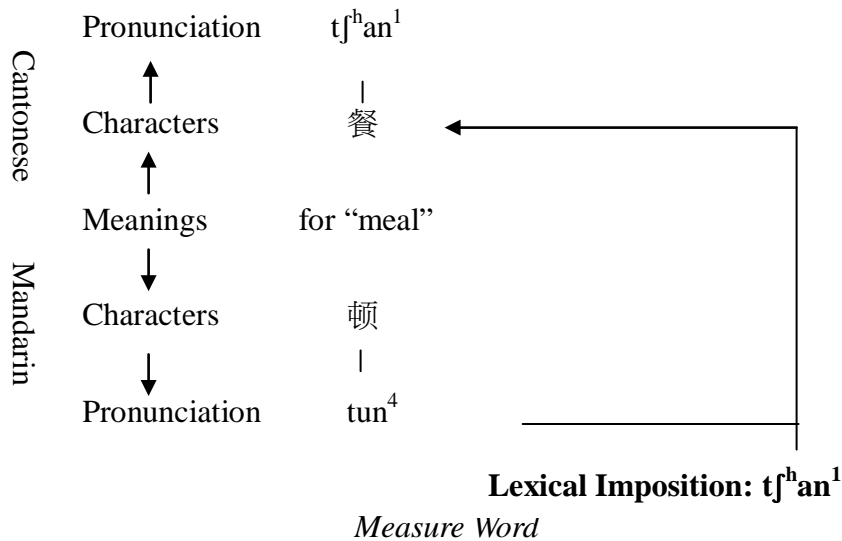 Cantonese
Pronunciation tʃʰan¹
Characters 餐
Meanings for “meal”
Mandarin
Characters 顿
Pronunciation tun⁴
Lexical Imposition: tʃʰan¹
Measure Word